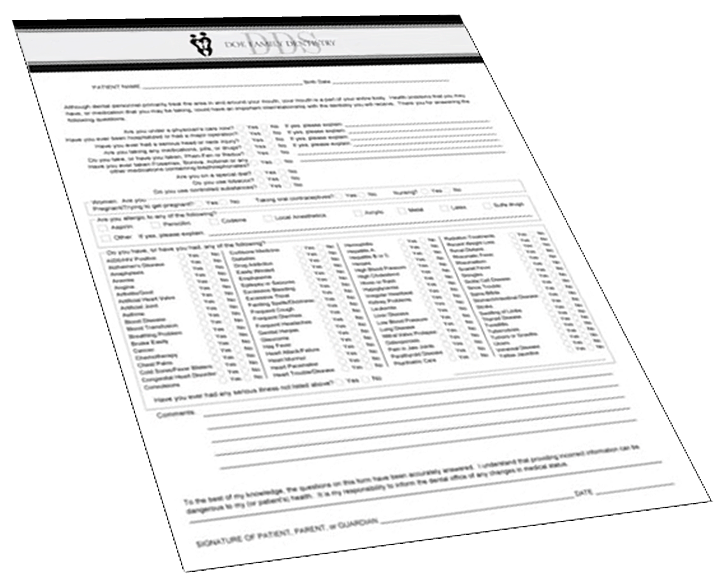 DDS
DOE FAMILY DENTISTRY
PATIENT NAME Birth Date
Although dental personnel primarily treat the area in and around your mouth, your mouth is a part of your entire body. Health problems that you may
have, or medication that you may be taking, could have an important interrelationship with the dentistry you will receive. Thank you for answering the
following questions.
Are you under a physician's care now? Yes No If yes, please explain:
Have you ever been hospitalized or had a major operation? Yes No If yes, please explain:
Have you ever had a serious head or neck injury? Yes No If yes, please explain:
Are you taking any medications, pills, or drugs? Yes No If yes, please explain:
Do you take, or have you taken, Phen-Fen or Redux? Yes No
Have you ever taken Fosamax, Boniva, Actonel or any
other medications containing bisphosphonates? Yes No
Are you on a special diet? Yes No
Do you use tobacco? Yes No
Do you use controlled substances? Yes No
Women: Are you
Pregnant/Trying to get pregnant? Yes No Taking oral contraceptives? Yes No Nursing? Yes No
Are you allergic to any of the following?
Aspirin Penicillin Codeine Local Anesthetics Acrylic Metal Latex Sulfa drugs
Other If yes, please explain:
Do you have, or have you had, any of the following?
AIDS/HIV Positive Yes No
Alzheimer's Disease Yes No
Anaphylaxis Yes No
Anemia Yes No
Angina Yes No
Arthritis/Gout Yes No
Artificial Heart Valve Yes No
Artificial Joint Yes No
Asthma Yes No
Blood Disease Yes No
Blood Transfusion Yes No
Breathing Problem Yes No
Bruise Easily Yes No
Cancer Yes No
Chemotherapy Yes No
Chest Pains Yes No
Cold Sores/Fever Blisters Yes No
Congenital Heart Disorder Yes No
Convulsions Yes No
Cortisone Medicine Yes No
Diabetes Yes No
Drug Addiction Yes No
Easily Winded Yes No
Emphysema Yes No
Epilepsy or Seizures Yes No
Excessive Bleeding Yes No
Excessive Thirst Yes No
Fainting Spells/Dizziness Yes No
Frequent Cough Yes No
Frequent Diarrhea Yes No
Frequent Headaches Yes No
Genital Herpes Yes No
Glaucoma Yes No
Hay Fever Yes No
Heart Attack/Failure Yes No
Heart Murmur Yes No
Heart Pacemaker Yes No
Heart Trouble/Disease Yes No
Hemophilia Yes No
Hepatitis A Yes No
Hepatitis B or C Yes No
Herpes Yes No
High Blood Pressure Yes No
High Cholesterol Yes No
Hives or Rash Yes No
Hypoglycemia Yes No
Irregular Heartbeat Yes No
Kidney Problems Yes No
Leukemia Yes No
Liver Disease Yes No
Low Blood Pressure Yes No
Lung Disease Yes No
Mitral Valve Prolapse Yes No
Osteoporosis Yes No
Pain in Jaw Joints Yes No
Parathyroid Disease Yes No
Psychiatric Care Yes No
Radiation Treatments Yes No
Recent Weight Loss Yes No
Renal Dialysis Yes No
Rheumatic Fever Yes No
Rheumatism Yes No
Scarlet Fever Yes No
Shingles Yes No
Sickle Cell Disease Yes No
Sinus Trouble Yes No
Spina Bifida Yes No
Stomach/Intestinal Disease Yes No
Stroke Yes No
Swelling of Limbs Yes No
Thyroid Disease Yes No
Tonsillitis Yes No
Tuberculosis Yes No
Tumors or Growths Yes No
Ulcers Yes No
Venereal Disease Yes No
Yellow Jaundice Yes No
Have you ever had any serious illness not listed above? Yes No
Comments:
To the best of my knowledge, the questions on this form have been accurately answered. I understand that providing incorrect information can be
dangerous to my (or patient's) health. It is my responsibility to inform the dental office of any changes in medical status.
SIGNATURE OF PATIENT, PARENT, or GUARDIAN DATE